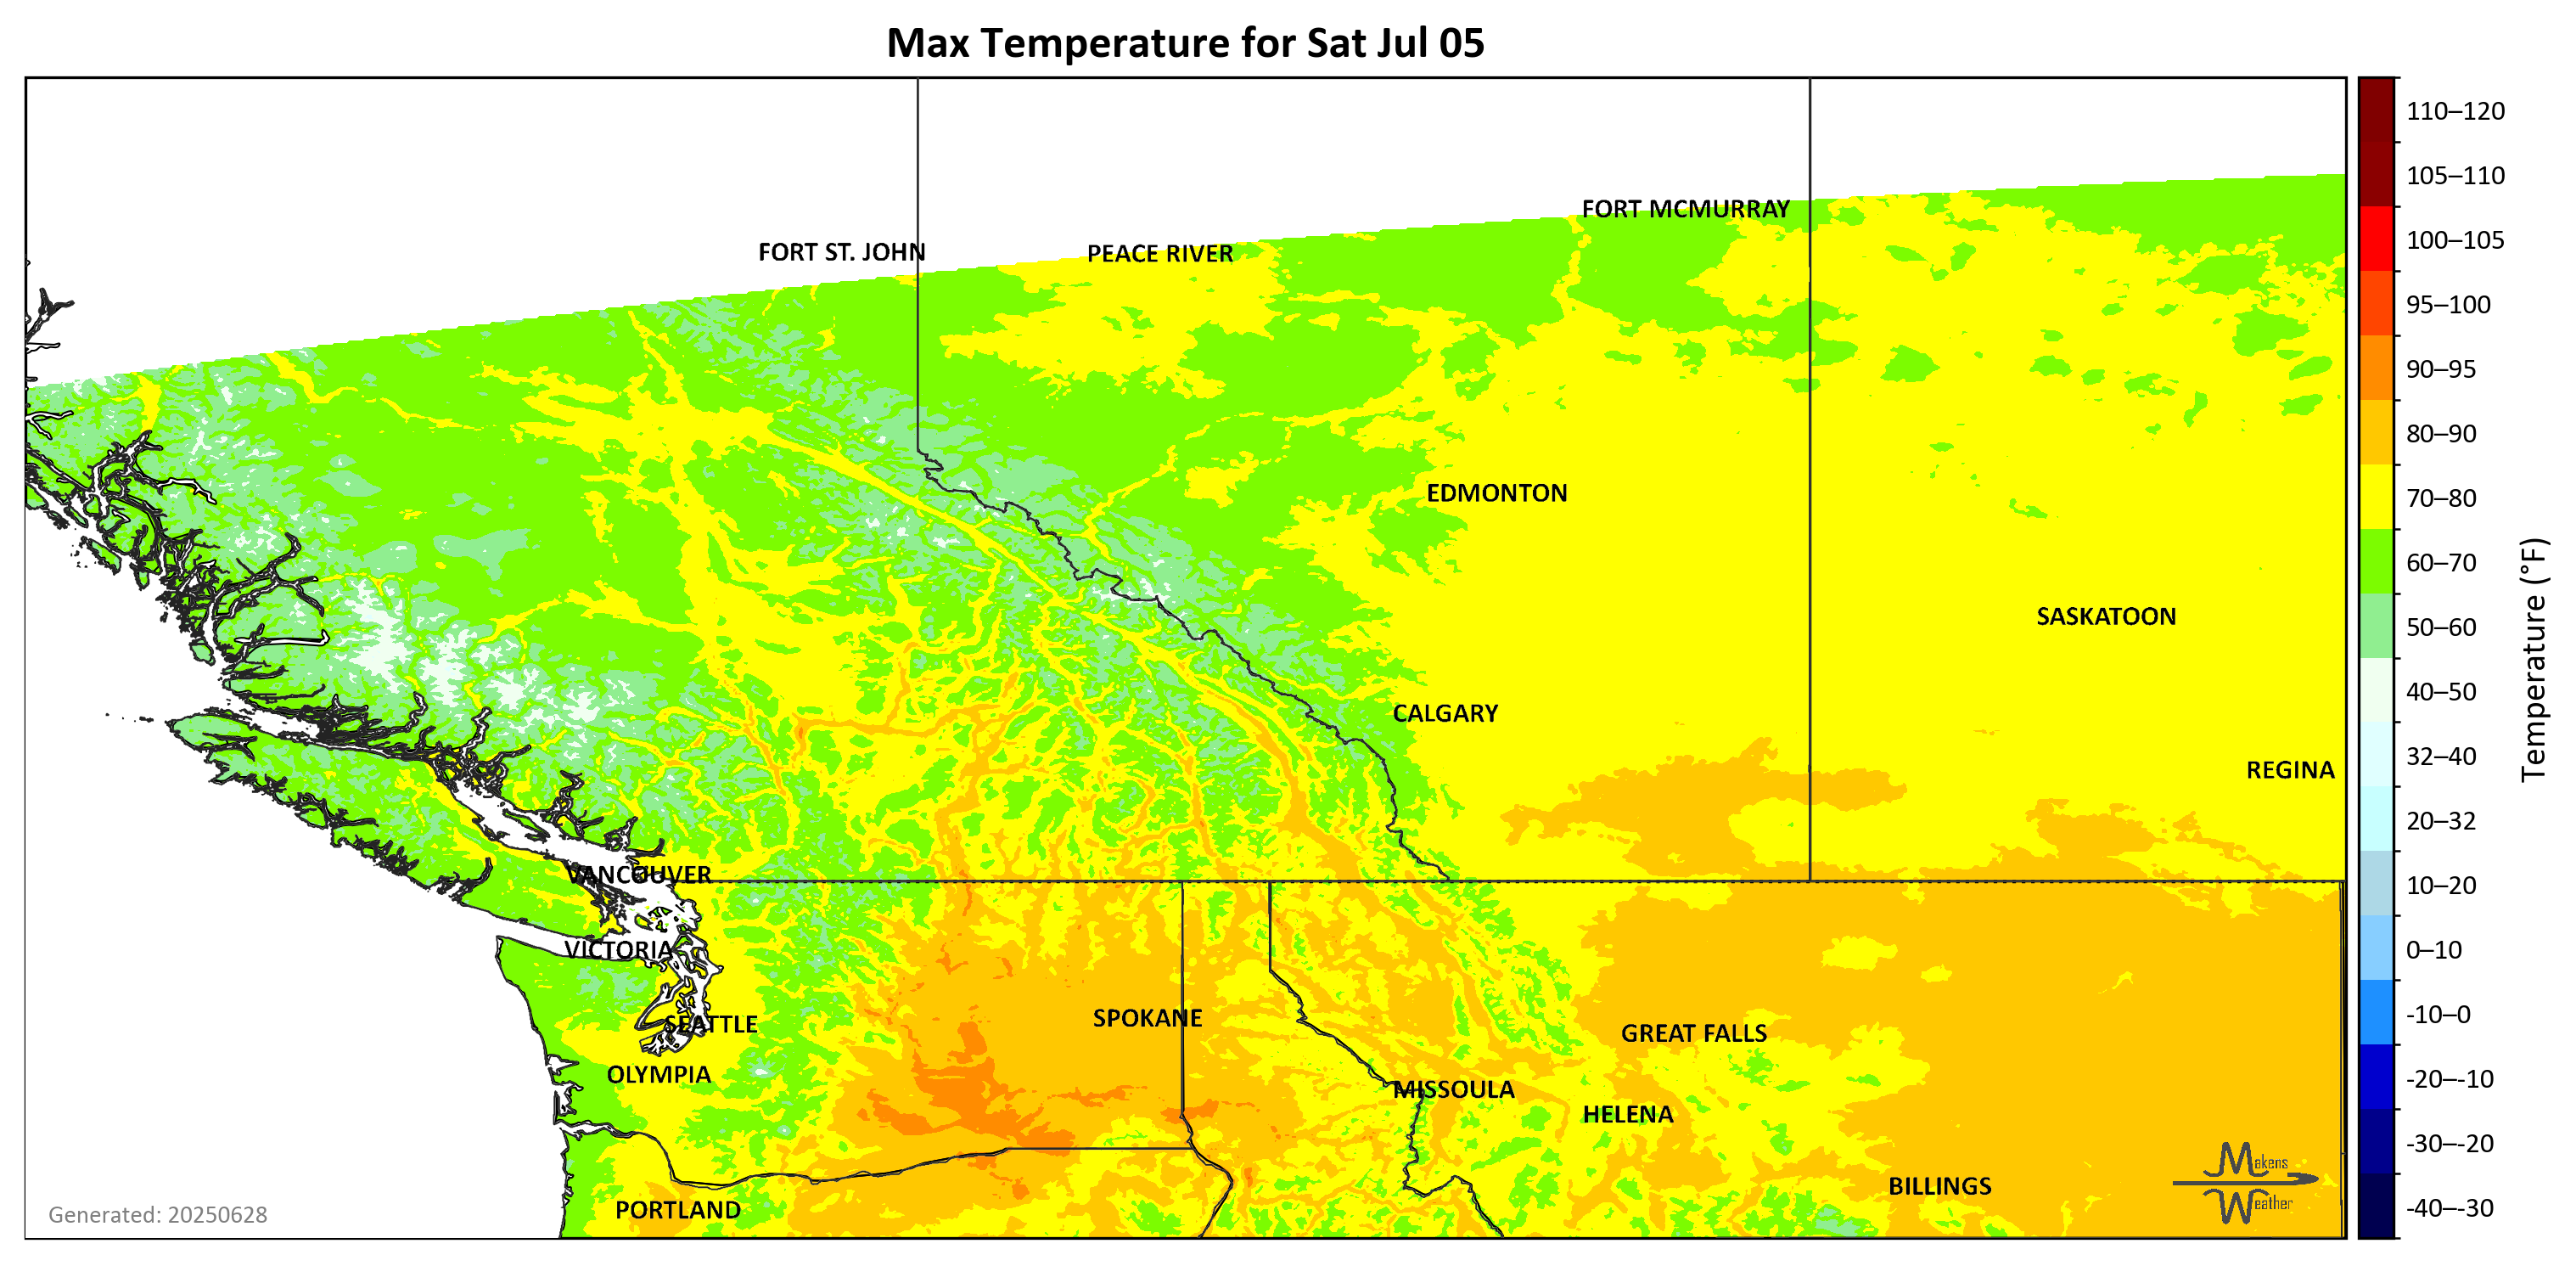 Max Temperature for Sat Jul 05
110–120
105–110
FORT MCMURRAY
100–105
FORT ST. JOHN
PEACE RIVER
95–100
90–95
80–90
EDMONTON
70–80
60–70
SASKATOON
50–60
Temperature (°F)
40–50
CALGARY
32–40
REGINA
20–32
VANCOUVER
10–20
VICTORIA
0–10
SPOKANE
-10–0
SEATTLE
GREAT FALLS
OLYMPIA
-20–-10
MISSOULA
HELENA
-30–-20
Makens
Weather
BILLINGS
-40–-30
PORTLAND
Generated: 20250628